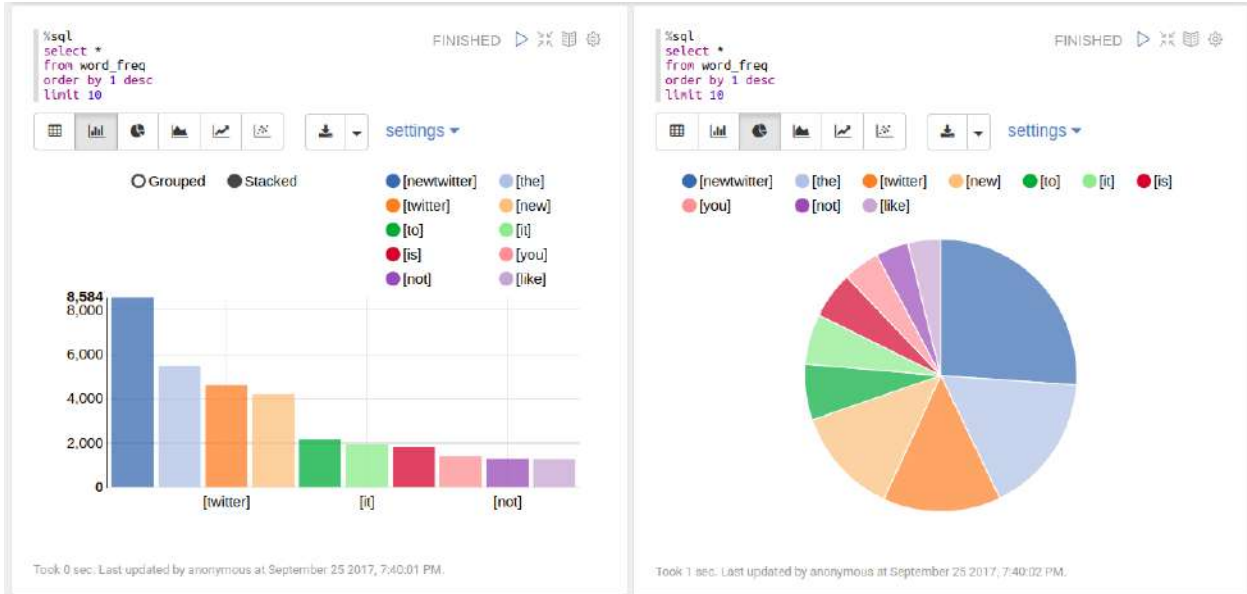 %sql
select *
from word_freq
order by 1 desc
limit 10
FINISHED
settings
Grouped Stacked
[newtwitter] [the]
[twitter] [new]
[to] [it]
[is] [you]
[not] [like]
8,584
8,000
6,000
4,000
2,000
0
[twitter] [it] [not]
Took 0 sec. Last updated by anonymous at September 25 2017, 7:40:01 PM.
%sql
select *
from word_freq
order by 1 desc
limit 10
FINISHED
settings
[newtwitter] [the] [twitter] [new] [to] [it] [is]
[you] [not] [like]
Took 1 sec. Last updated by anonymous at September 25 2017, 7:40:02 PM.